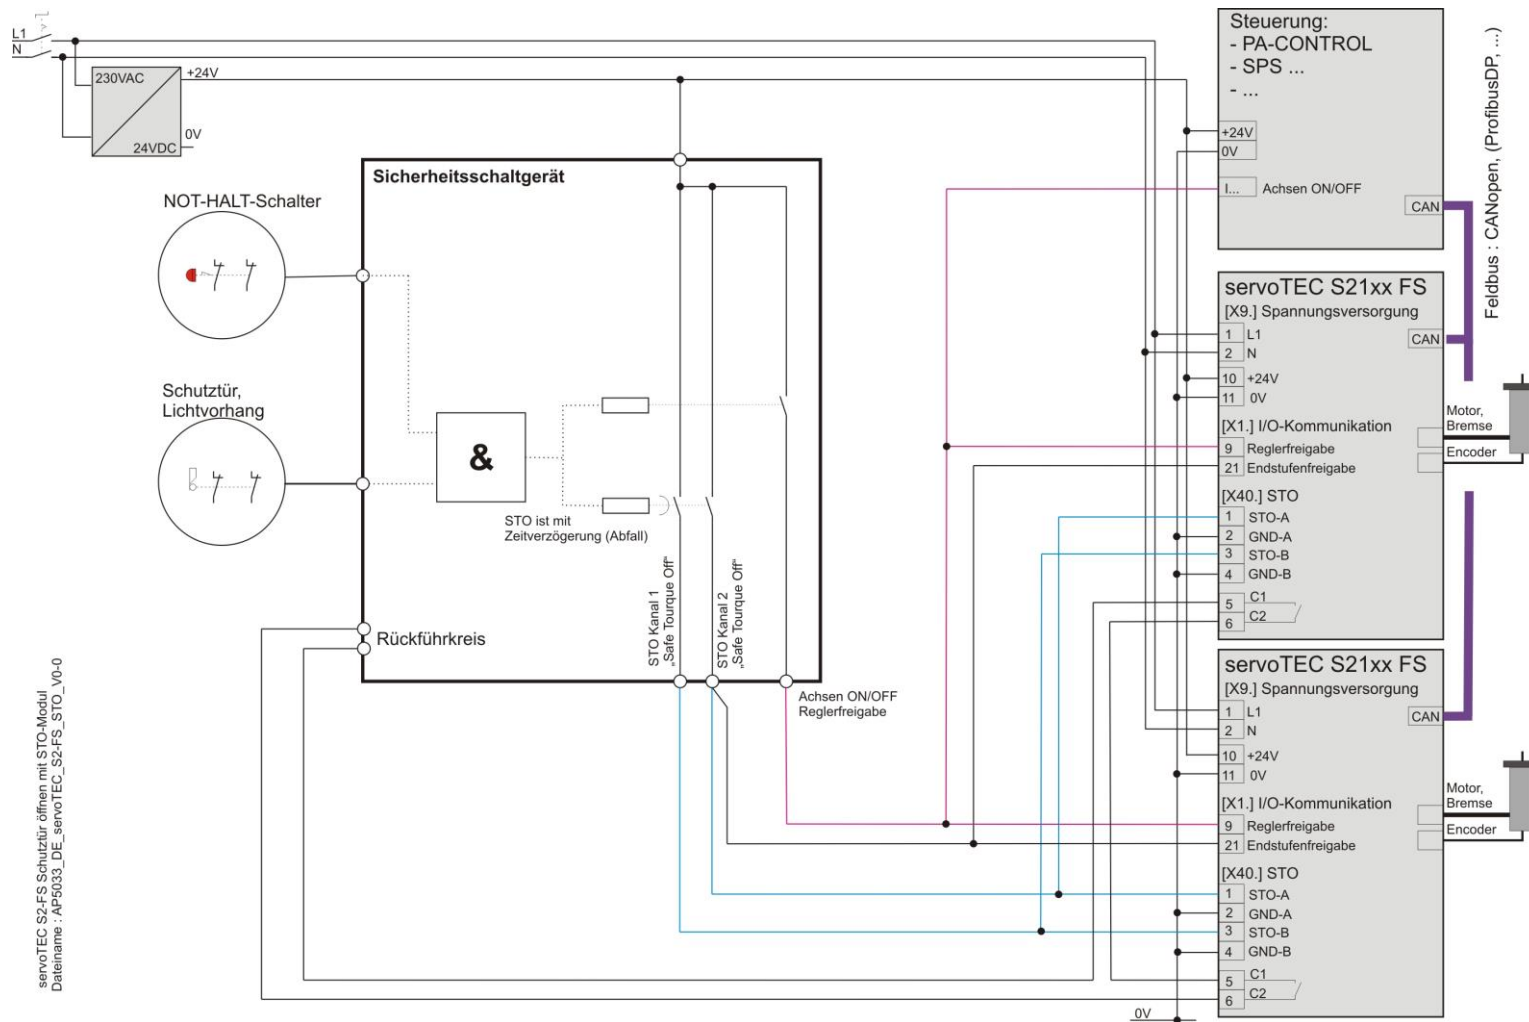 L1
N
230VAC
24VDC
+24V
0V
NOT-HALT-Schalter
Schutztür,
Lichtvorhang
Sicherheitsschaltgerät
&
STO ist mit
Zeitverzögerung (Abfall)
STO Kanal 1
„Safe Tourque Off“
STO Kanal 2
„Safe Tourque Off“
Rückführkreis
Achsen ON/OFF
Reglerfreigabe
Steuerung:
- PA-CONTROL
- SPS ...
- ...
+24V
0V
I... Achsen ON/OFF
CAN
Feldbus : CANopen, (ProfibusDP, ...)
servoTEC S21xx FS
[X9.] Spannungsversorgung
1 L1
2 N
CAN
10 +24V
11 0V
[X1.] I/O-Kommunikation
9 Reglerfreigabe
21 Endstufenfreigabe
Motor,
Bremse
Encoder
[X40.] STO
1 STO-A
2 GND-A
3 STO-B
4 GND-B
5 C1
6 C2
servoTEC S21xx FS
[X9.] Spannungsversorgung
1 L1
2 N
CAN
10 +24V
11 0V
[X1.] I/O-Kommunikation
9 Reglerfreigabe
21 Endstufenfreigabe
Motor,
Bremse
Encoder
[X40.] STO
1 STO-A
2 GND-A
3 STO-B
4 GND-B
5 C1
6 C2
0V
servoTEC S2-FS Schutztür öffnen mit STO-Modul
Dateiname : AP5033_DE_servoTEC_S2-FS_STO_V0-0